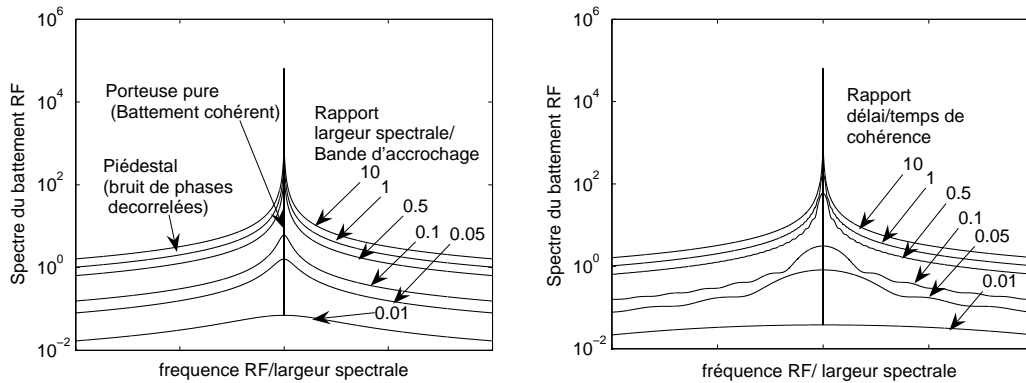 10^6
10^4
10^2
10^0
10^-2
Spectre du battement RF
Porteuse pure
(Battement cohérent)
Piédestal
(bruit de phases
decorrelées)
Rapport
largeur spectrale/
Bande d'accrochage
10
1
0.5
0.1
0.05
0.01
frequence RF/largeur spectrale
10^6
10^4
10^2
10^0
10^-2
Spectre du battement RF
Rapport
délai/temps de
cohérence
10
1
0.5
0.1
0.05
0.01
fréquence RF/ largeur spectrale